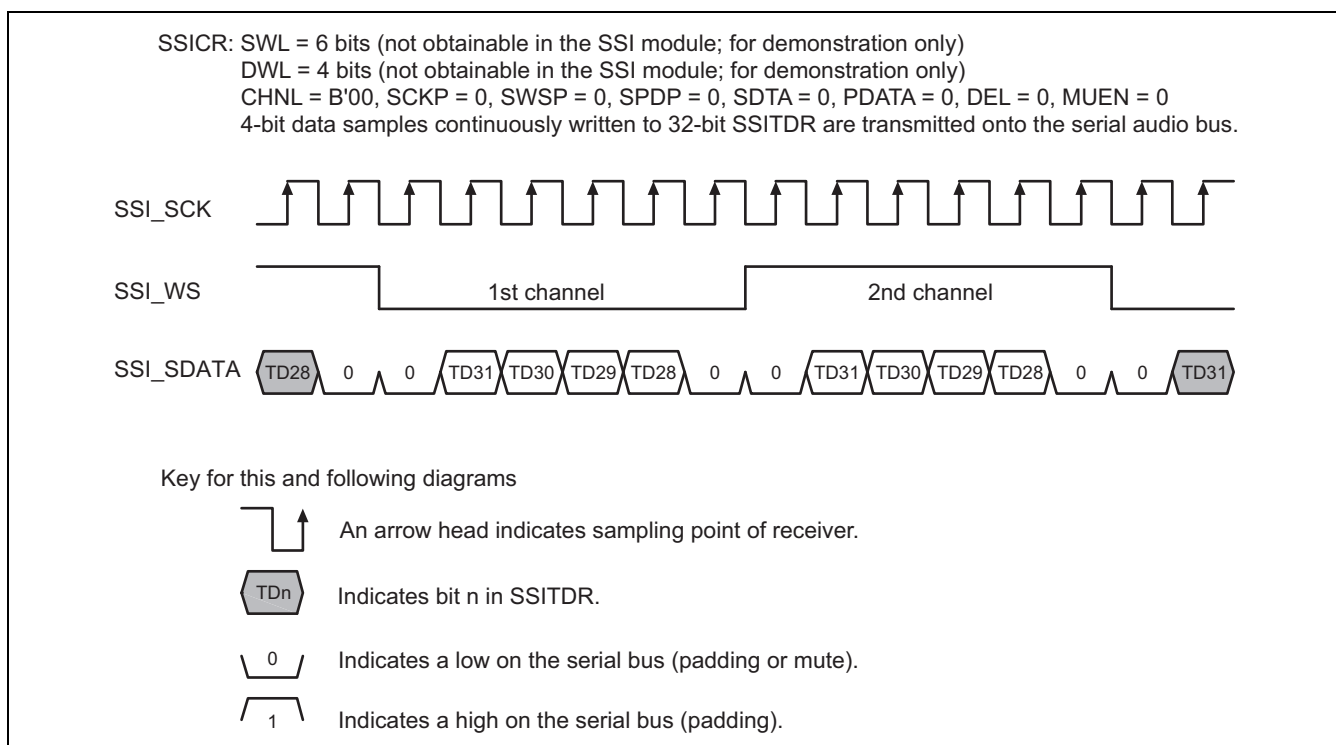 SSICR: SWL = 6 bits (not obtainable in the SSI module; for demonstration only)
DWL = 4 bits (not obtainable in the SSI module; for demonstration only)
CHNL = B'00, SCKP = 0, SWSP = 0, SPDP = 0, SDTA = 0, PDATA = 0, DEL = 0, MUEN = 0
4-bit data samples continuously written to 32-bit SSITDR are transmitted onto the serial audio bus.
SSI_SCK
SSI_WS 1st channel 2nd channel
SSI_SDATA TD28 0 0 TD31 TD30 TD29 TD28 0 0 TD31 TD30 TD29 TD28 0 0 TD31
Key for this and following diagrams
An arrow head indicates sampling point of receiver.
TDn Indicates bit n in SSITDR.
0 Indicates a low on the serial bus (padding or mute).
1 Indicates a high on the serial bus (padding).